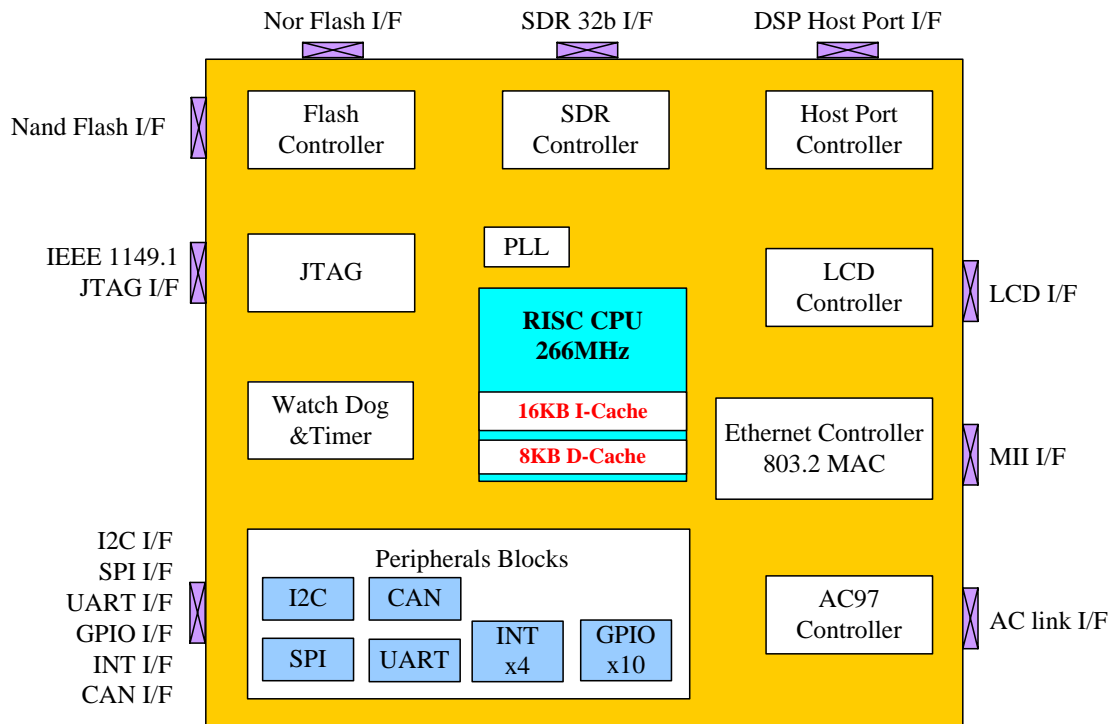 Nor Flash I/F
SDR 32b I/F
DSP Host Port I/F
Nand Flash I/F
Flash
Controller
SDR
Controller
Host Port
Controller
IEEE 1149.1
JTAG I/F
JTAG
PLL
LCD
Controller
LCD I/F
RISC CPU
266MHz
16KB I-Cache
8KB D-Cache
Watch Dog
&Timer
Ethernet Controller
803.2 MAC
MII I/F
I2C I/F
SPI I/F
UART I/F
GPIO I/F
INT I/F
CAN I/F
Peripherals Blocks
I2C
CAN
SPI
UART
INT
x4
GPIO
x10
AC97
Controller
AC link I/F